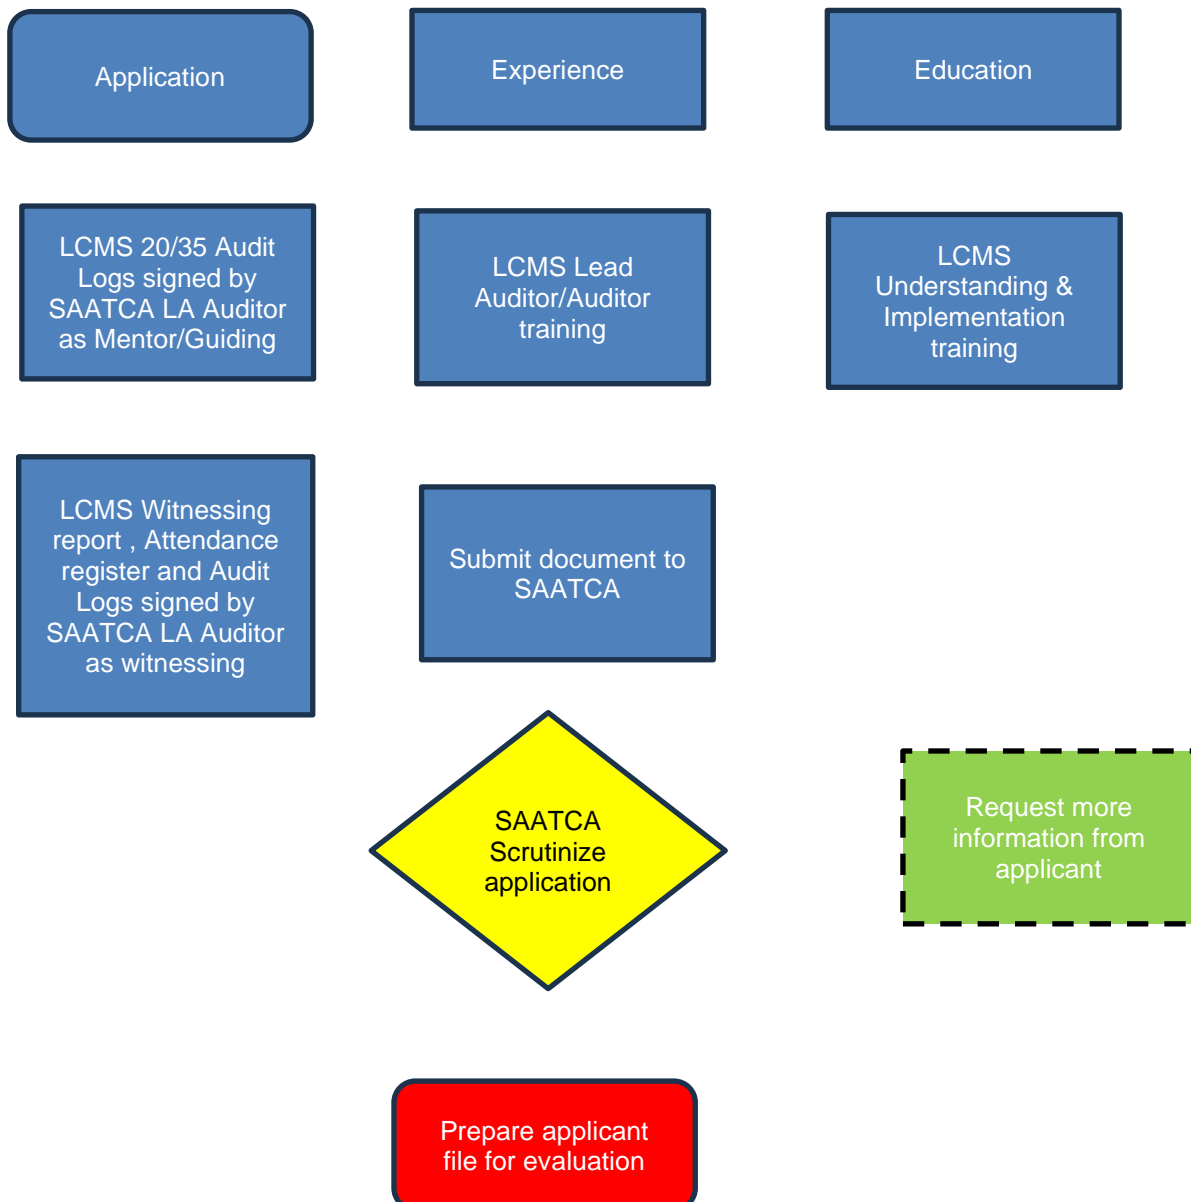 Application
Experience
Education
LCMS 20/35 Audit
Logs signed by
SAATCA LA Auditor
as Mentor/Guiding
LCMS Lead
Auditor/Auditor
training
LCMS
Understanding &
Implementation
training
LCMS Witnessing
report , Attendance
register and Audit
Logs signed by
SAATCA LA Auditor
as witnessing
Submit document to
SAATCA
SAATCA
Scrutinize
application
Request more
information from
applicant
Prepare applicant
file for evaluation